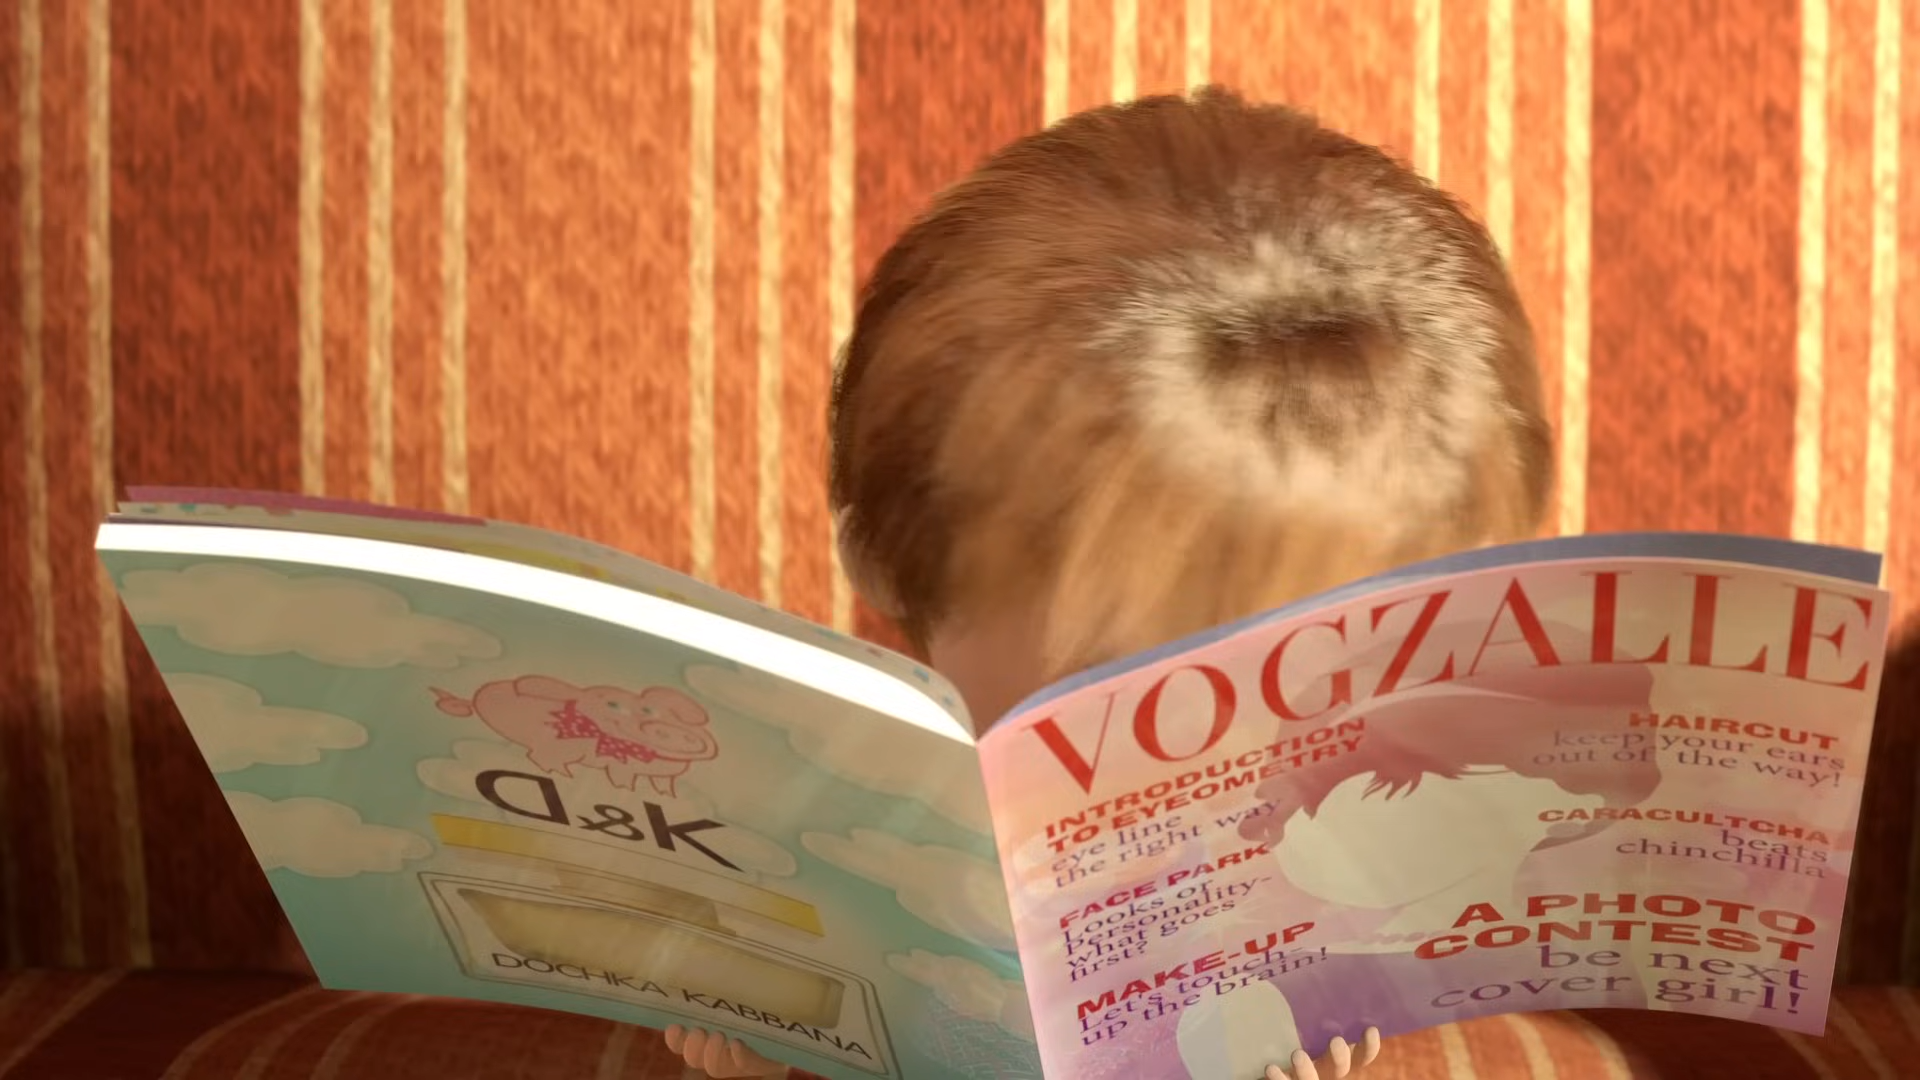 D&K
DOCHKA KABBANA
VOGZALLE
INTRODUCTION
TO EYEOMETRY
eye line
the right way
FACE PARK
Looks or
personality-
what goes
first?
MAKE-UP
Let's touch-
up the brain!
HAIRCUT
keep your ears
out of the way!
CARACULTCHA
beats
chinchilla
A PHOTO
CONTEST
be next
cover girl!